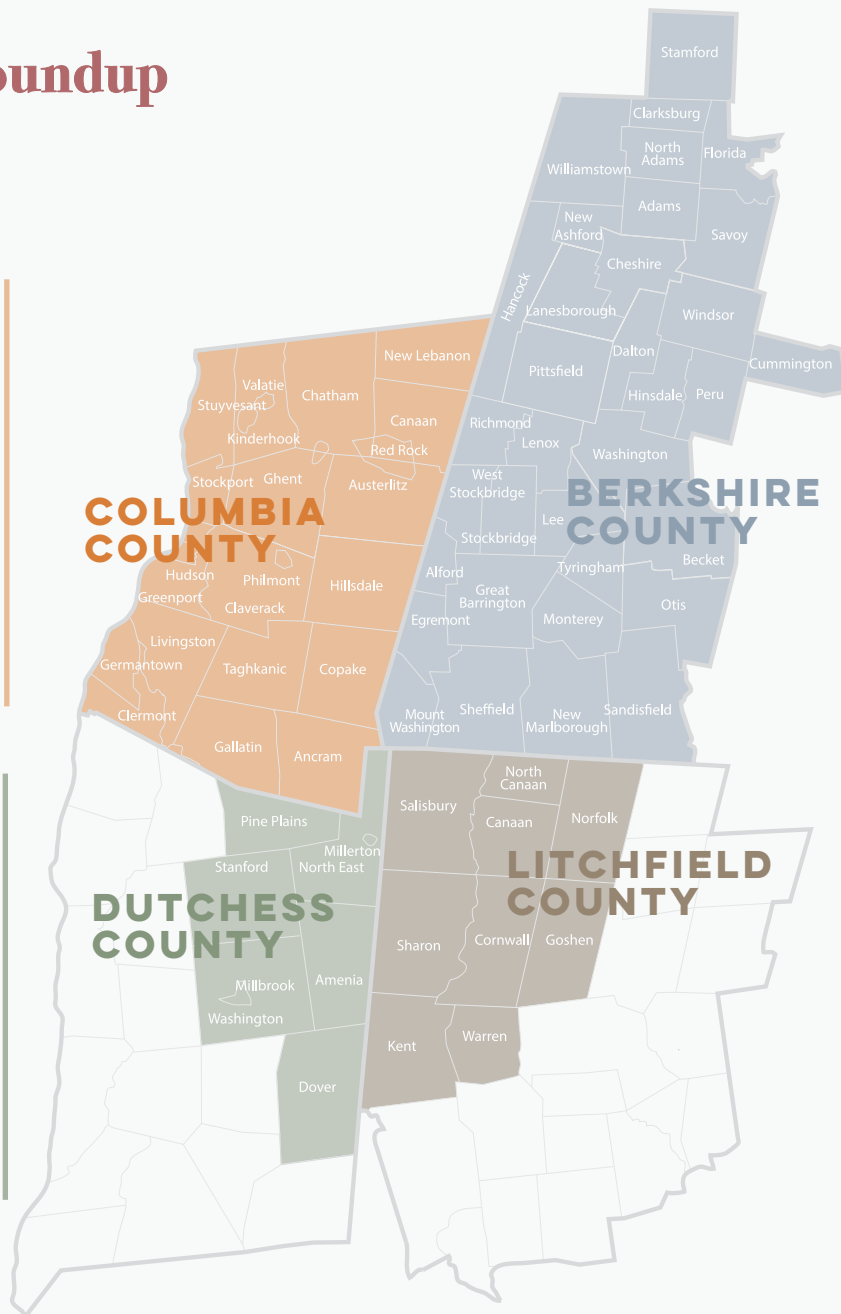 oundup
Stamford
Clarksburg
North
Adams
Florida
Williamstown
Adams
New
Ashford
Savoy
Cheshire
Hancock
Lanesborough
Windsor
Dalton
Pittsfield
Cummington
Hinsdale
Peru
Richmond
Lenox
Washington
West
Stockbridge
BERKSHIRE
COUNTY
Lee
Stockbridge
Becket
Tyringham
Alford
Great
Barrington
Otis
Egremont
Monterey
Mount
Washington
Sheffield
New
Marlborough
Sandisfield
New Lebanon
Valatie
Chatham
Stuyvesant
Canaan
Kinderhook
Red Rock
Stockport
Ghent
Austerlitz
COLUMBIA
COUNTY
Hudson
Philmont
Hillsdale
Greenport
Claverack
Livingston
Germantown
Taghkanic
Copake
Clermont
Gallatin
Ancram
Pine Plains
Millerton
Stanford
North East
DUTCHESS
COUNTY
Amenia
Millbrook
Washington
Dover
North
Canaan
Salisbury
Canaan
Norfolk
LITCHFIELD
COUNTY
Sharon
Cornwall
Goshen
Kent
Warren